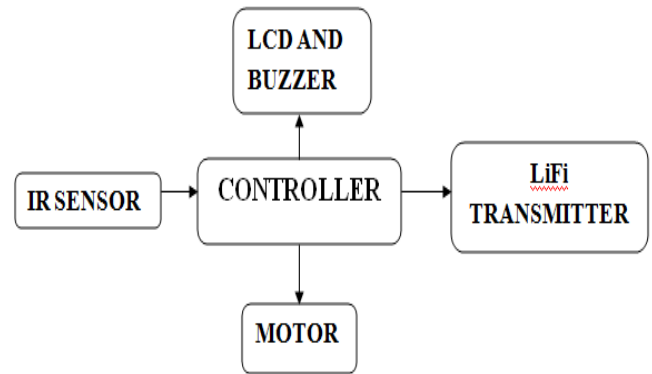 LCD AND
BUZZER
IR SENSOR
CONTROLLER
LiFi
TRANSMITTER
MOTOR